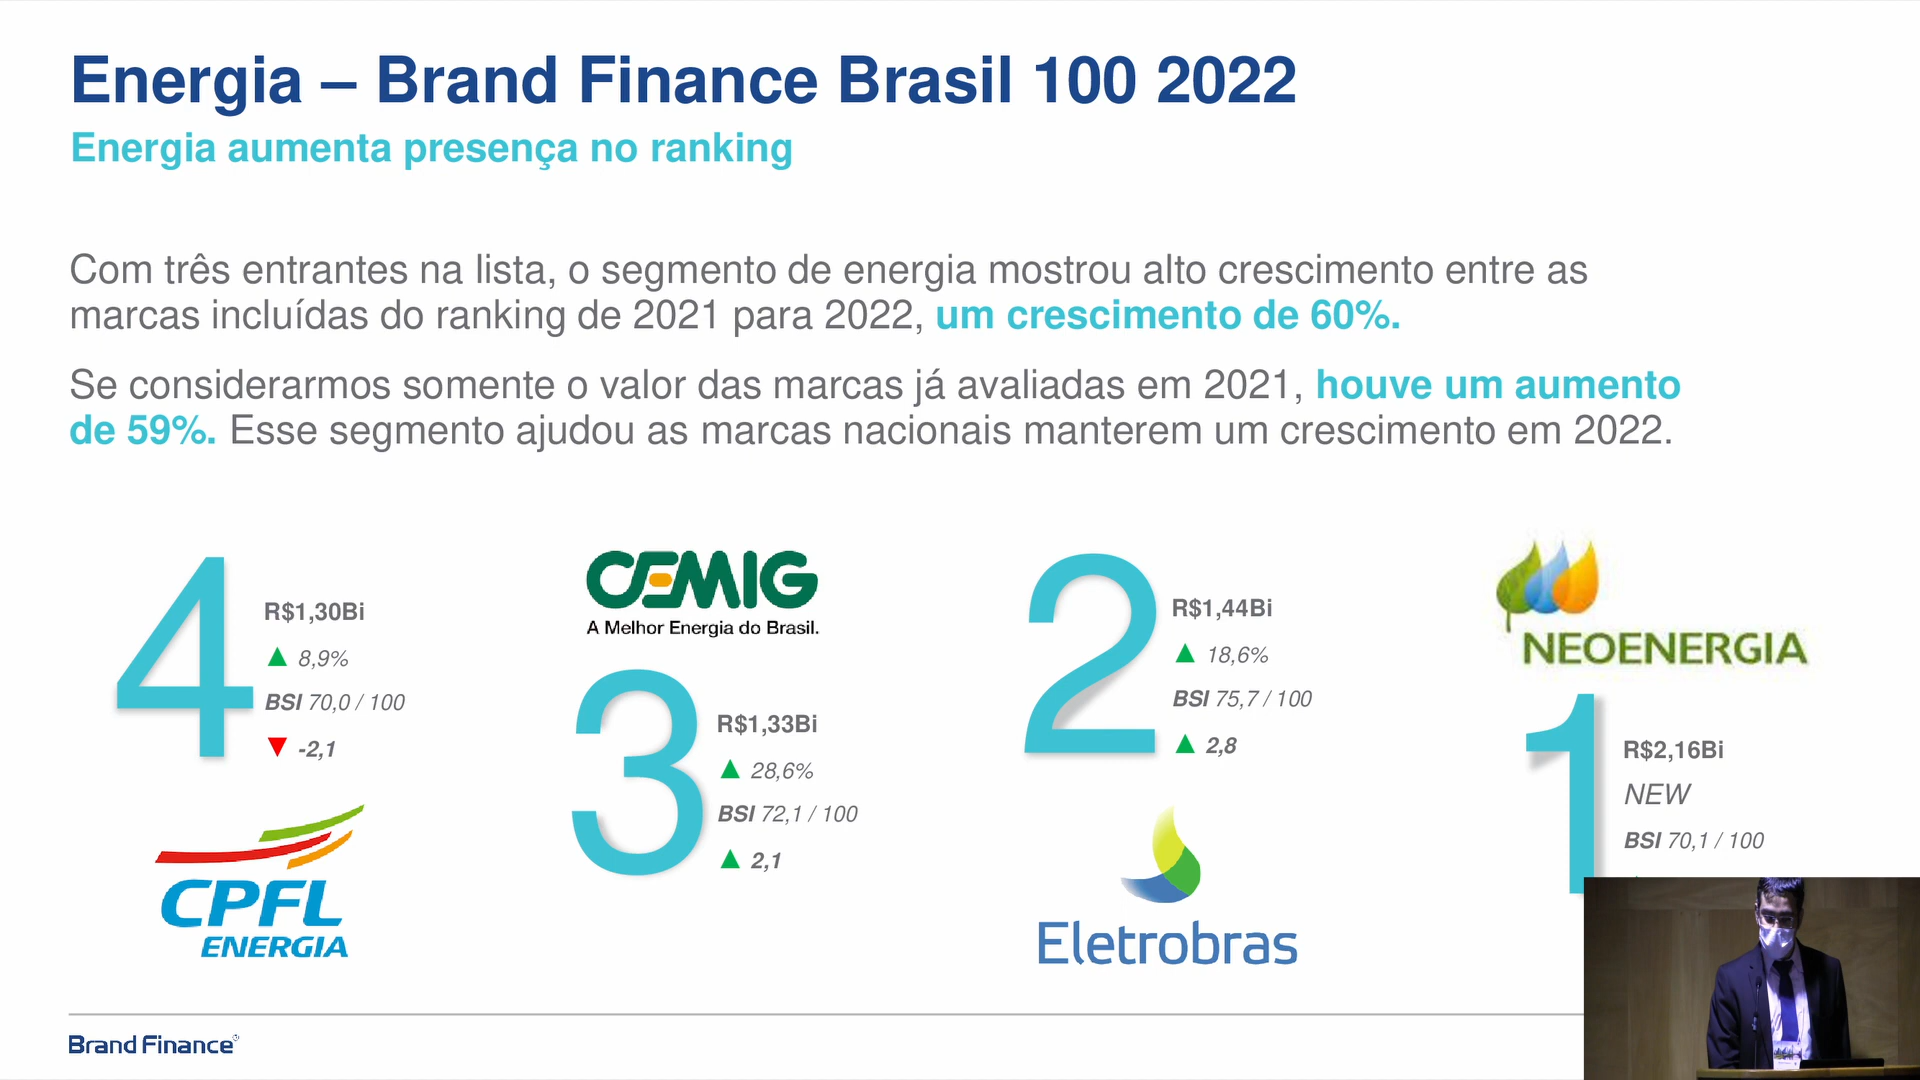 Energia – Brand Finance Brasil 100 2022
Energia aumenta presença no ranking
Com três entrantes na lista, o segmento de energia mostrou alto crescimento entre as
marcas incluídas do ranking de 2021 para 2022, um crescimento de 60%.
Se considerarmos somente o valor das marcas já avaliadas em 2021, houve um aumento
de 59%. Esse segmento ajudou as marcas nacionais manterem um crescimento em 2022.
4
R$1,30Bi
▲ 8,9%
BSI 70,0 / 100
▼ -2,1
CPFL
ENERGIA
CEMIG
A Melhor Energia do Brasil.
3
R$1,33Bi
▲ 28,6%
BSI 72,1 / 100
▲ 2,1
2
R$1,44Bi
▲ 18,6%
BSI 75,7 / 100
▲ 2,8
Eletrobras
NEOENERGIA
1
R$2,16Bi
NEW
BSI 70,1 / 100
Brand Finance®